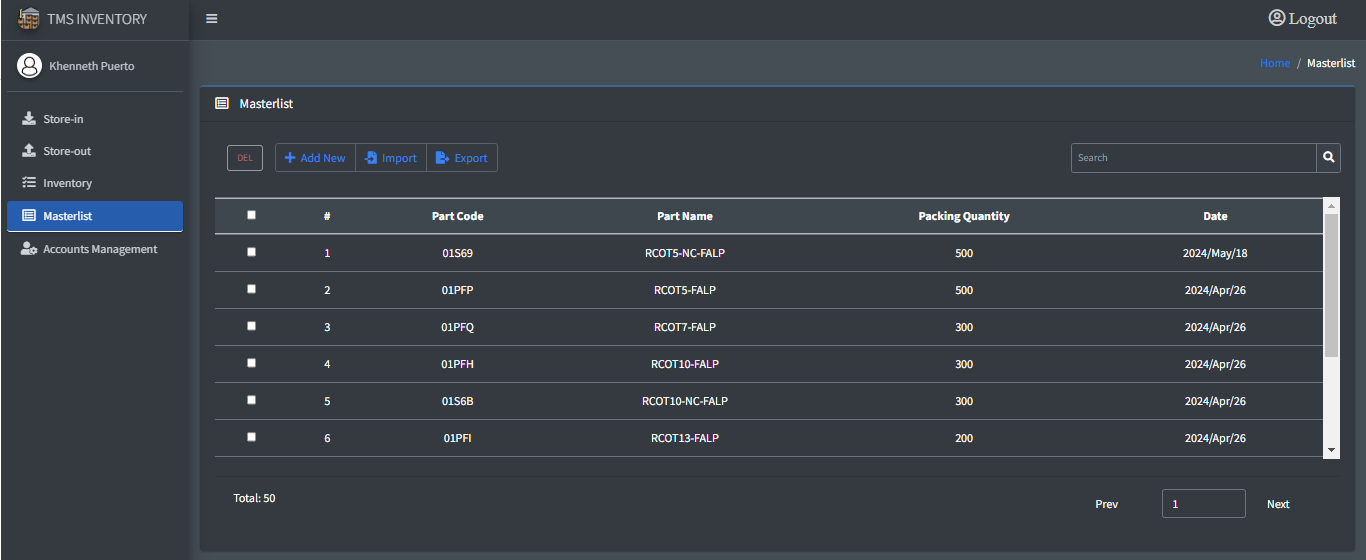 TMS INVENTORY
Logout
Khenneth Puerto
Home / Masterlist
Store-in
Store-out
Inventory
Masterlist
Accounts Management
Masterlist
DEL Add New Import Export Search
# Part Code Part Name Packing Quantity Date
1 01S69 RCOT5-NC-FALP 500 2024/May/18
2 01PFP RCOT5-FALP 500 2024/Apr/26
3 01PFQ RCOT7-FALP 300 2024/Apr/26
4 01PFH RCOT10-FALP 300 2024/Apr/26
5 01S6B RCOT10-NC-FALP 300 2024/Apr/26
6 01PFI RCOT13-FALP 200 2024/Apr/26
Total: 50
Prev 1 Next